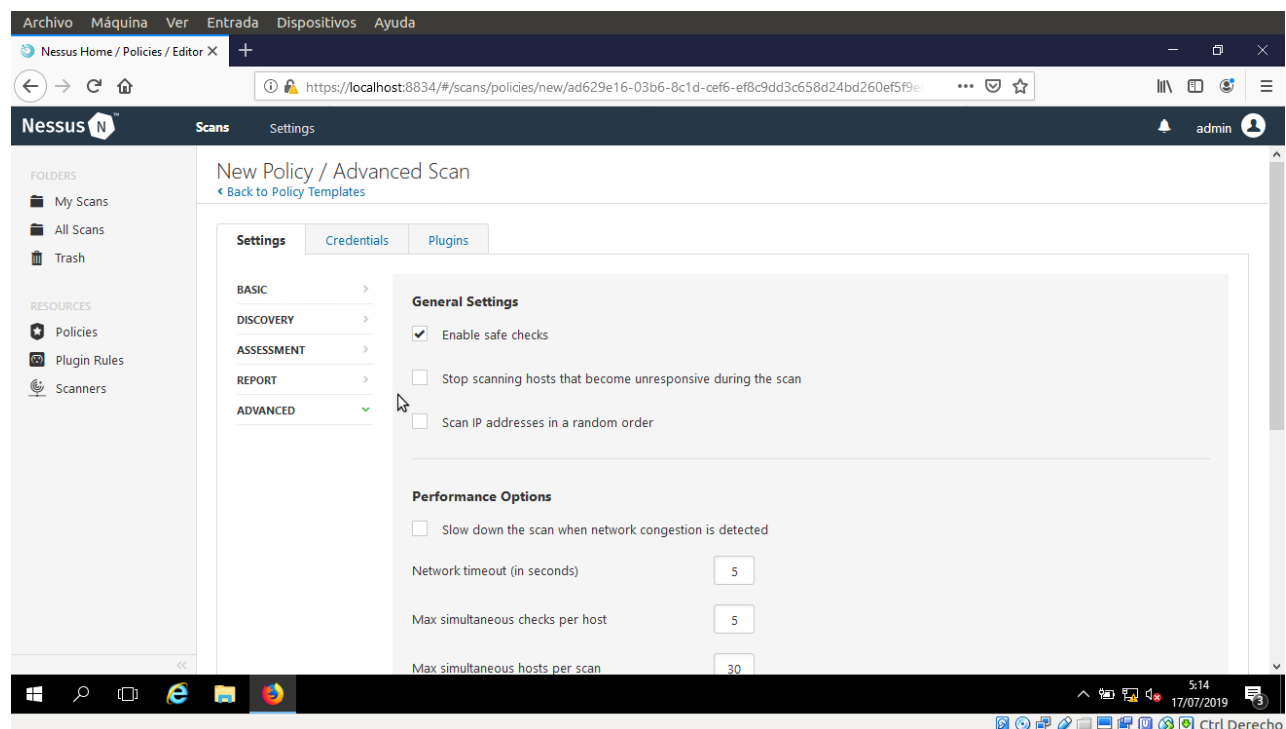 Archivo Máquina Ver Entrada Dispositivos Ayuda
Nessus Home / Policies / Editor
https://localhost:8834/#/scans/policies/new/ad629e16-03b6-8c1d-cef6-ef8c9dd3c658d24bd260ef5f9e
Nessus N
Scans Settings
admin
FOLDERS
My Scans
All Scans
Trash
RESOURCES
Policies
Plugin Rules
Scanners
New Policy / Advanced Scan
Back to Policy Templates
Settings Credentials Plugins
BASIC
DISCOVERY
ASSESSMENT
REPORT
ADVANCED
General Settings
Enable safe checks
Stop scanning hosts that become unresponsive during the scan
Scan IP addresses in a random order
Performance Options
Slow down the scan when network congestion is detected
Network timeout (in seconds) 5
Max simultaneous checks per host 5
Max simultaneous hosts per scan 30
5:14
17/07/2019
3
Ctrl Derecho